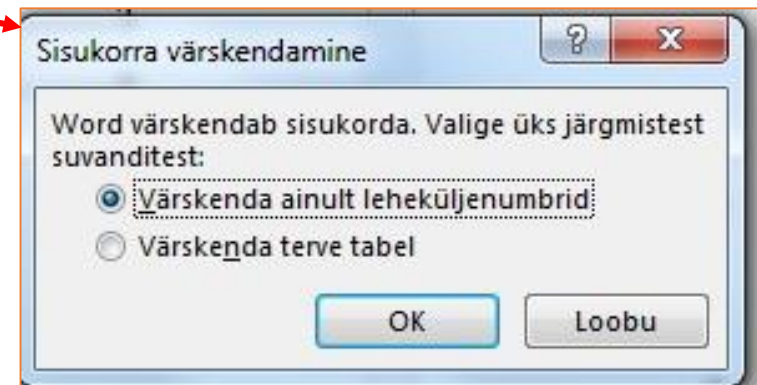 Sisukorra värskendamine
Word värskendab sisukorda. Valige üks järgmistest
suvanditest:
Värskenda ainult leheküljenumbrid
Värskenda terve tabel
OK Loobu